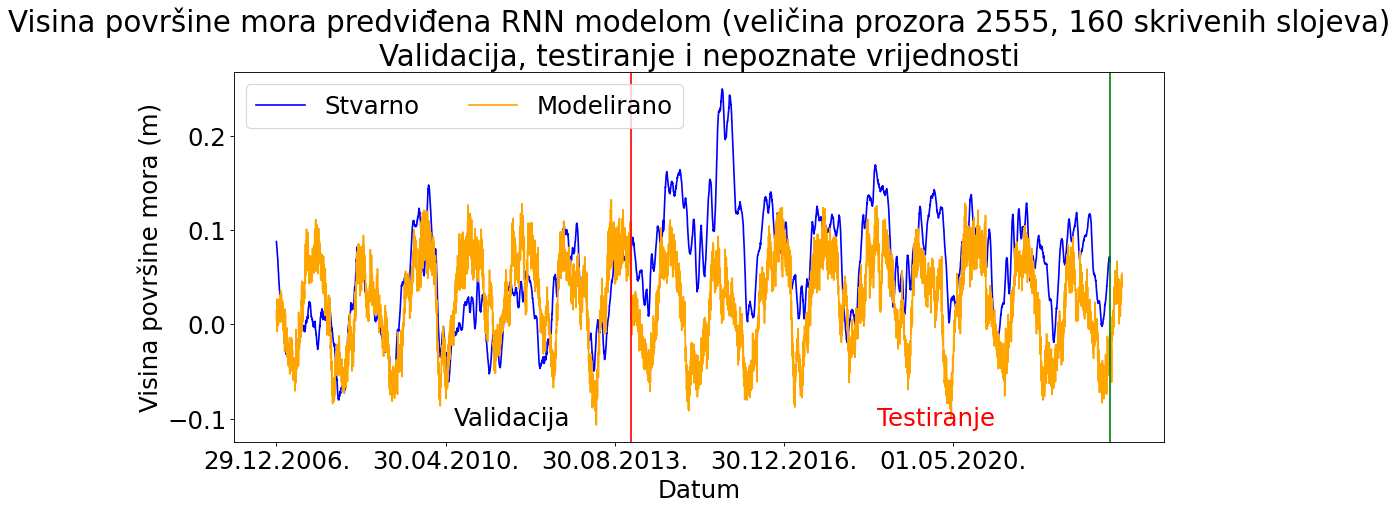 Visina površine mora predviđena RNN modelom (veličina prozora 2555, 160 skrivenih slojeva)
Validacija, testiranje i nepoznate vrijednosti
Stvarno
Modelirano
Visina površine mora (m)
0.2
0.1
0.0
−0.1
Validacija
Testiranje
29.12.2006.
30.04.2010.
30.08.2013.
30.12.2016.
01.05.2020.
Datum